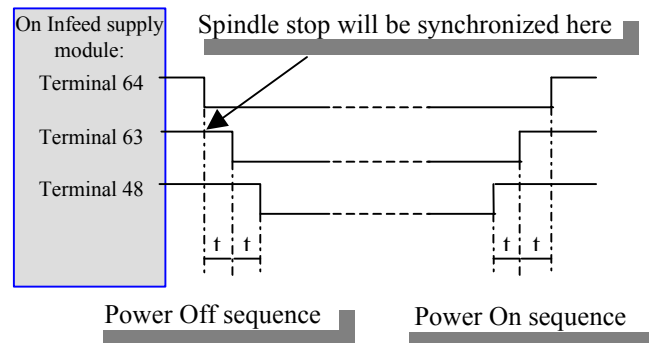 On Infeed supply
module:
Spindle stop will be synchronized here
Terminal 64
Terminal 63
Terminal 48
t t
t t
Power Off sequence
Power On sequence